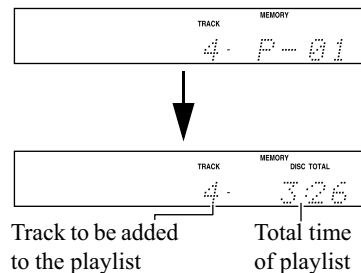 MEMORY
TRACK
4- P-01
MEMORY
TRACK DISC TOTAL
4- 3:26
Track to be added Total time
to the playlist of playlist